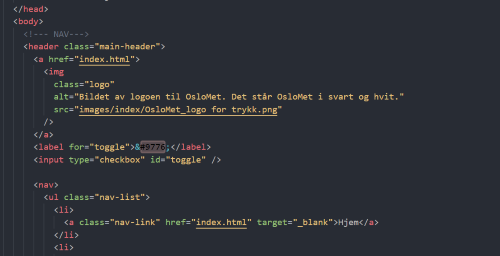 </head>
<body>
<!--- NAV--->
<header class="main-header">
<a href="index.html">
<img
class="logo"
alt="Bildet av logoen til OsloMet. Det står OsloMet i svart og hvit."
src="images/index/OsloMet_logo for trykk.png"
/>
</a>
<label for="toggle">&#9776;</label>
<input type="checkbox" id="toggle" />
<nav>
<ul class="nav-list">
<li>
<a class="nav-link" href="index.html" target="_blank">Hjem</a>
</li>
<li>